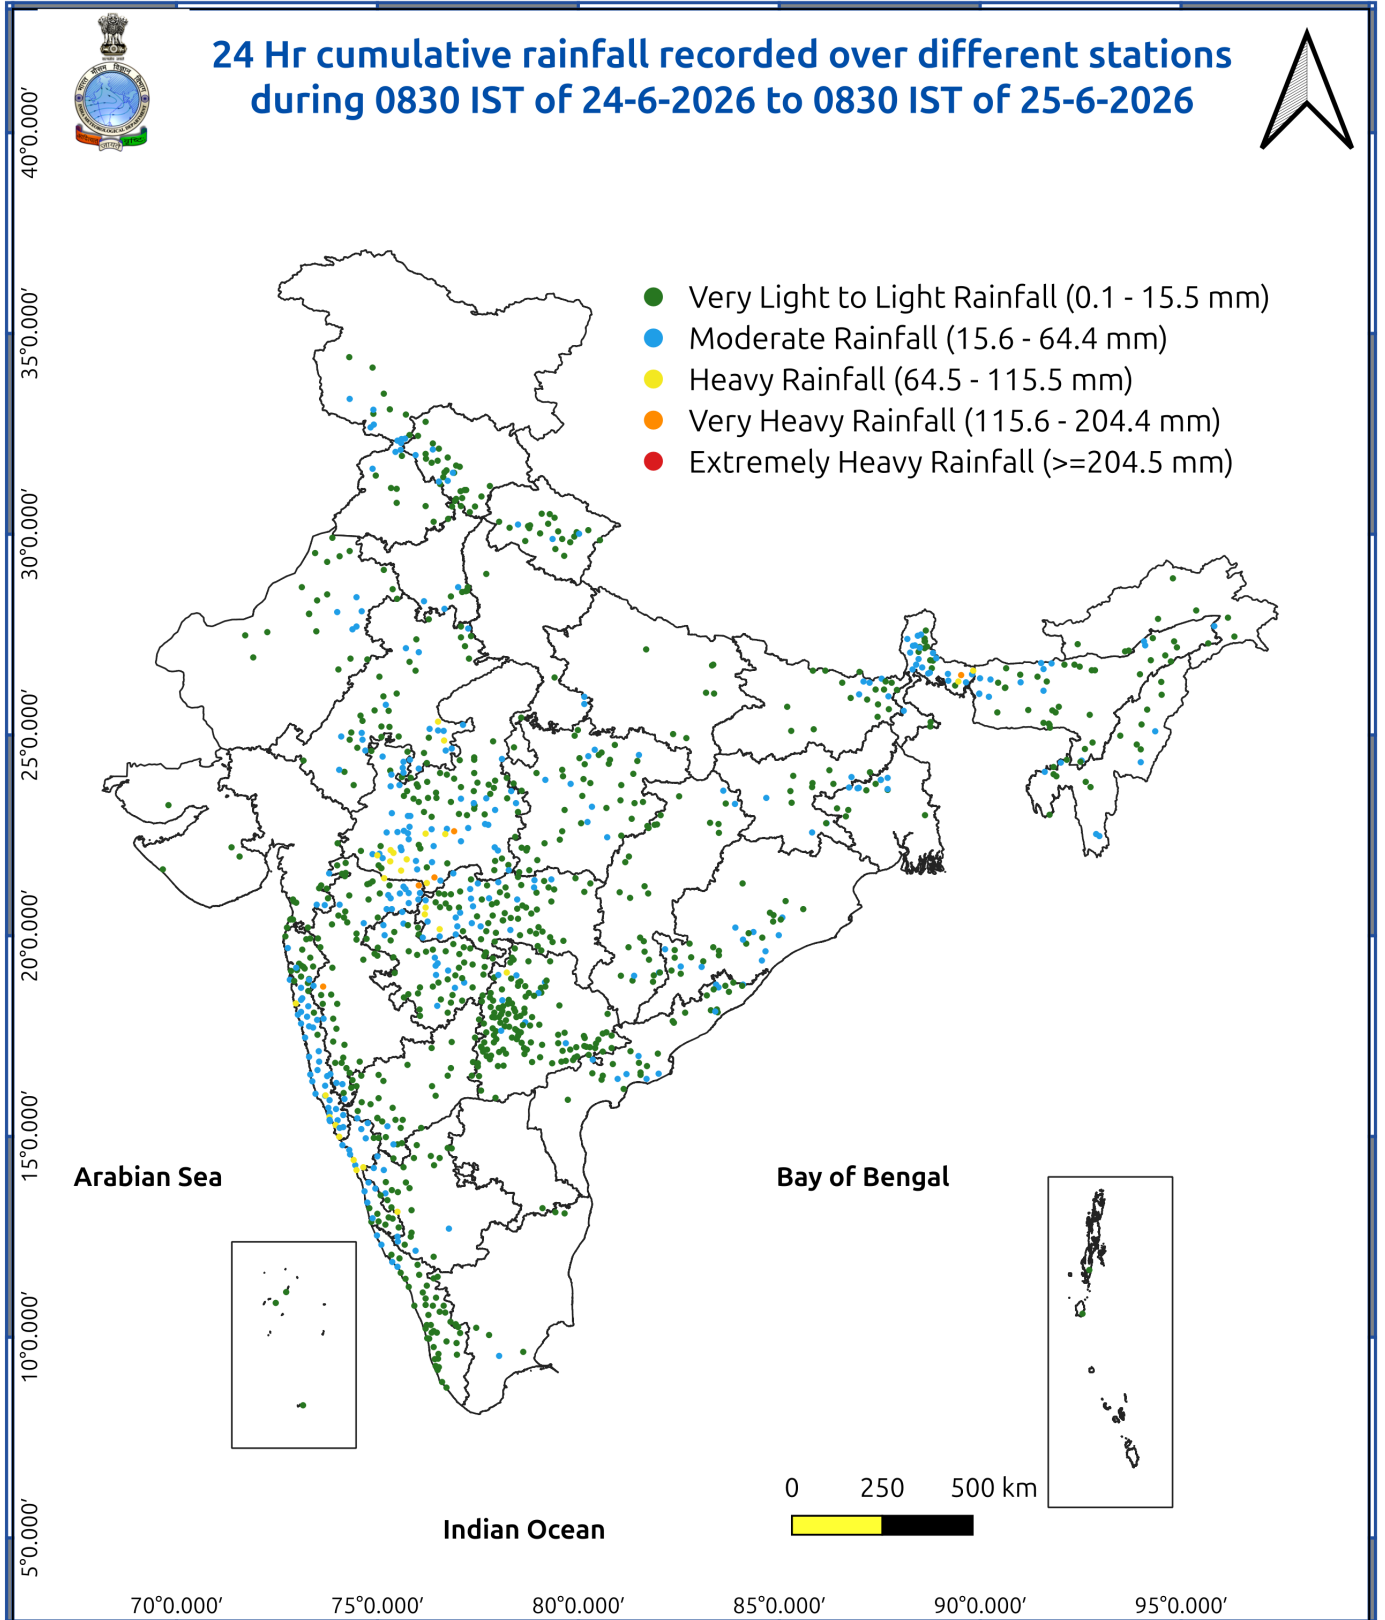 24 Hr cumulative rainfall recorded over different stations
during 0830 IST of 24-6-2026 to 0830 IST of 25-6-2026
Very Light to Light Rainfall (0.1 - 15.5 mm)
Moderate Rainfall (15.6 - 64.4 mm)
Heavy Rainfall (64.5 - 115.5 mm)
Very Heavy Rainfall (115.6 - 204.4 mm)
Extremely Heavy Rainfall (>=204.5 mm)
40°0.000′
35°0.000′
30°0.000′
25°0.000′
20°0.000′
15°0.000′
10°0.000′
5°0.000′
Arabian Sea
Bay of Bengal
Indian Ocean
0 250 500 km
70°0.000′ 75°0.000′ 80°0.000′ 85°0.000′ 90°0.000′ 95°0.000′